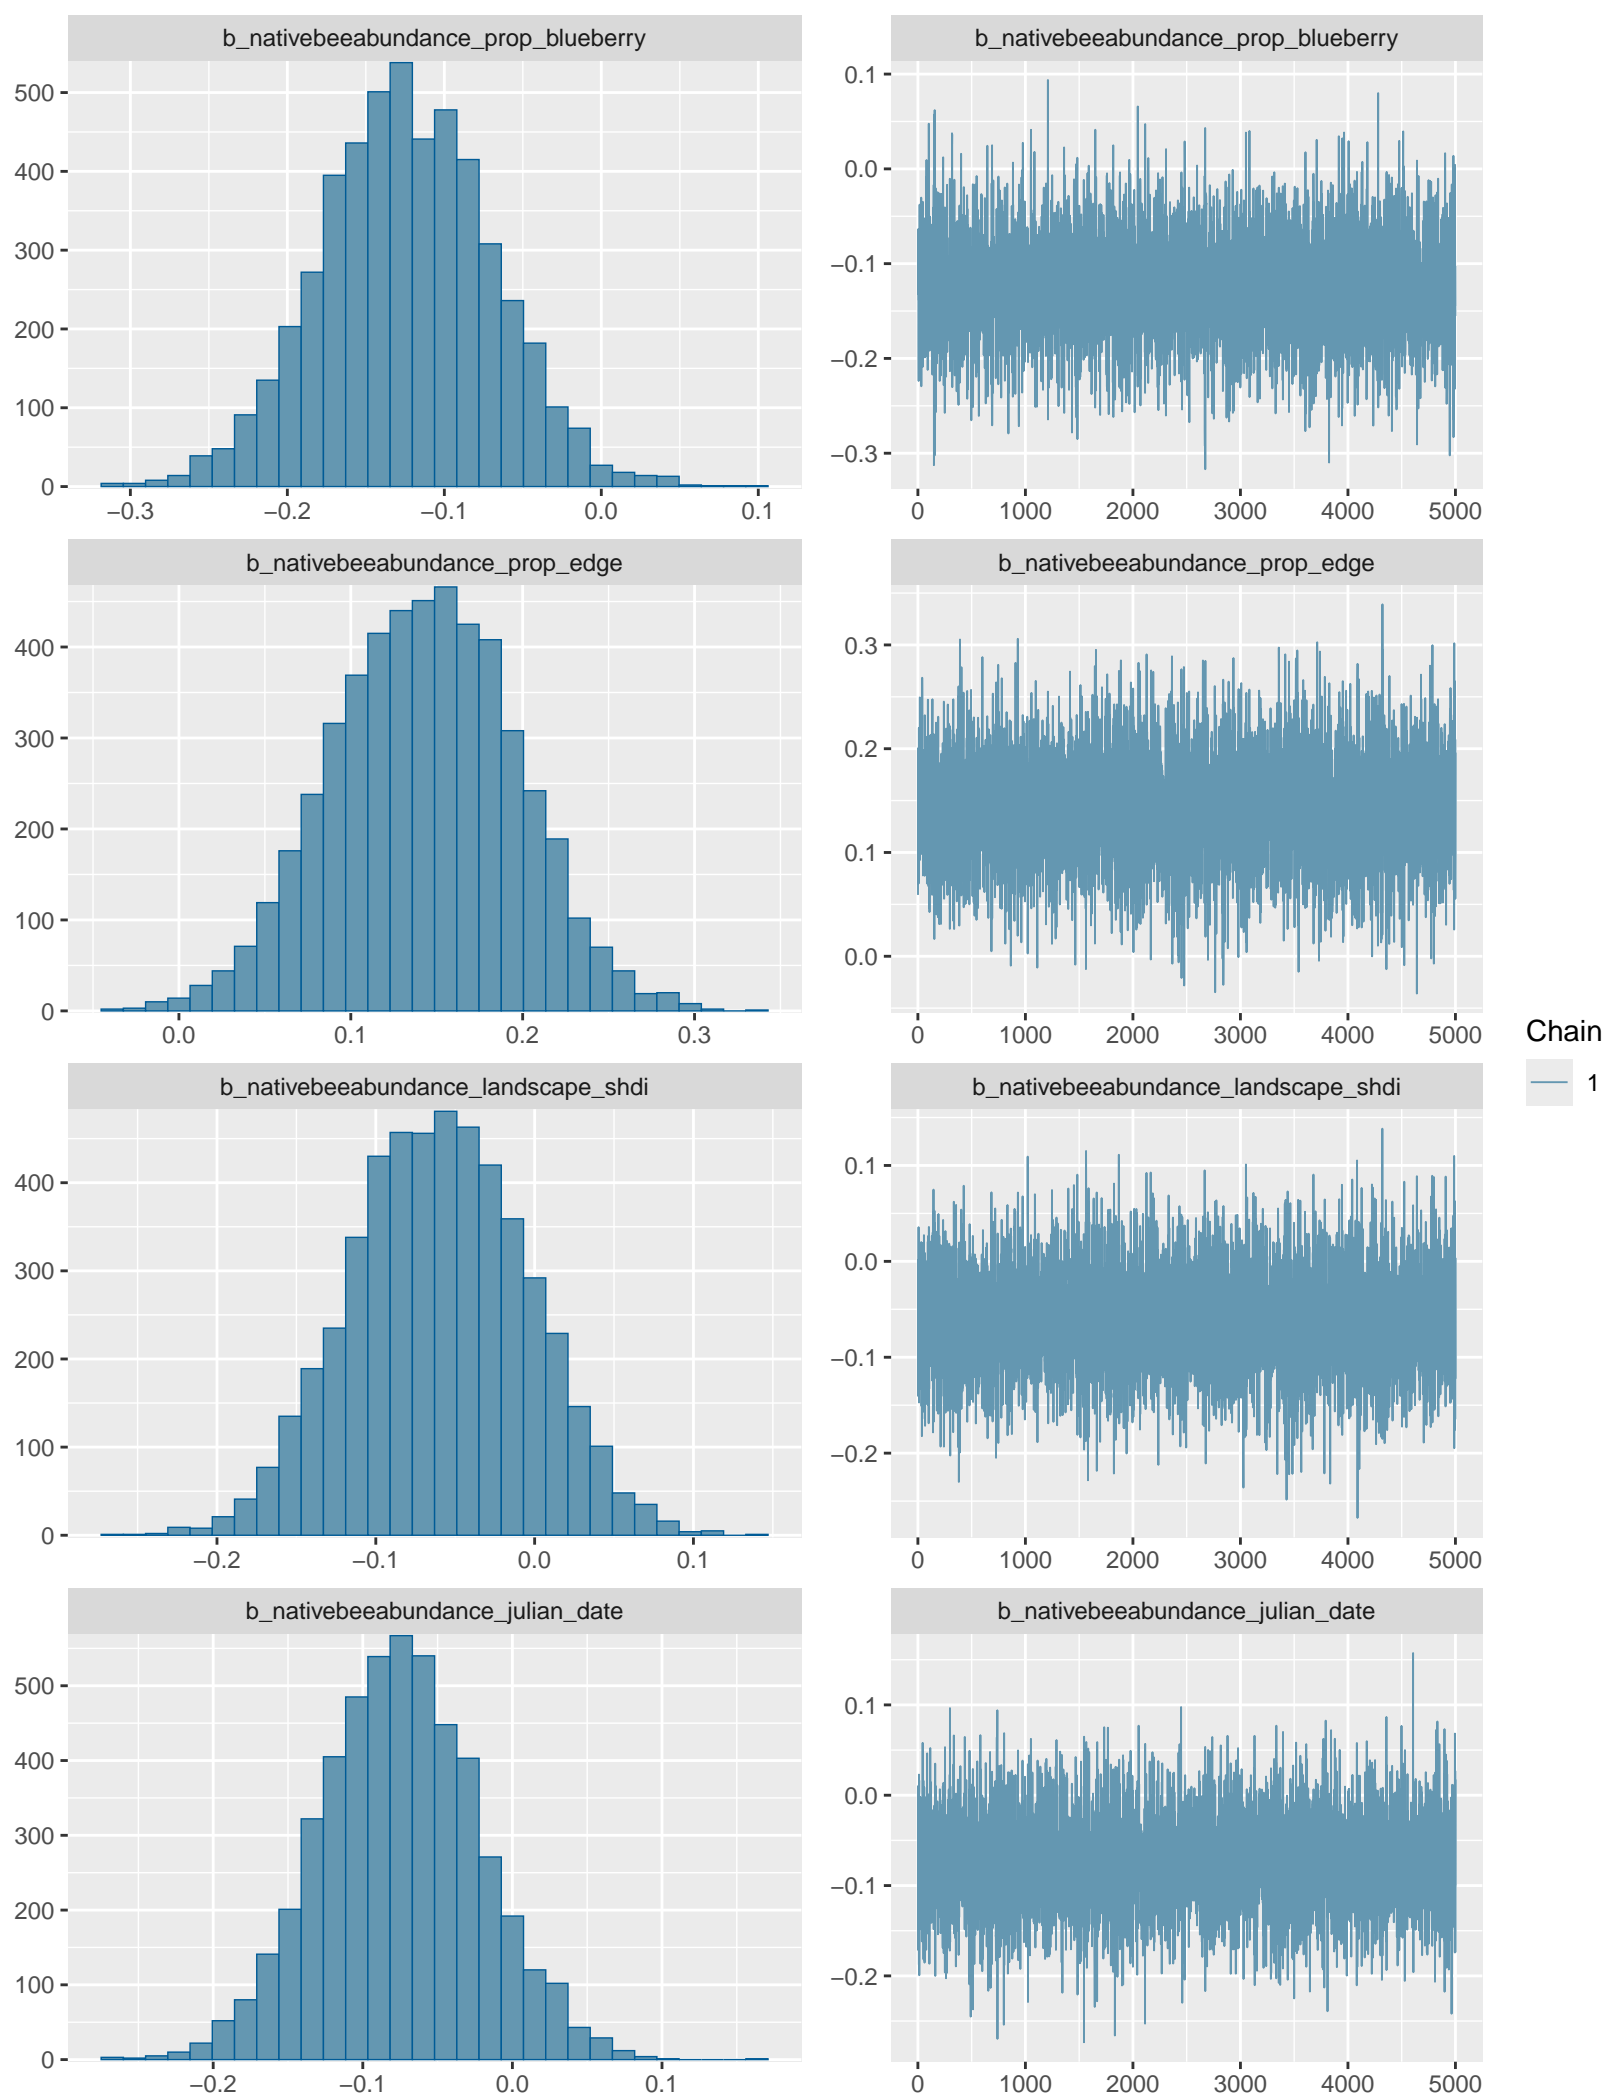 b_nativebeeabundance_prop_blueberry
500
400
300
200
100
0
−0.3 −0.2 −0.1 0.0 0.1
b_nativebeeabundance_prop_blueberry
0.1
0.0
−0.1
−0.2
−0.3
0 1000 2000 3000 4000 5000
b_nativebeeabundance_prop_edge
400
300
200
100
0
0.0 0.1 0.2 0.3
b_nativebeeabundance_prop_edge
0.3
0.2
0.1
0.0
0 1000 2000 3000 4000 5000
b_nativebeeabundance_landscape_shdi
400
300
200
100
0
−0.2 −0.1 0.0 0.1
b_nativebeeabundance_landscape_shdi
0.1
0.0
−0.1
−0.2
0 1000 2000 3000 4000 5000
b_nativebeeabundance_julian_date
500
400
300
200
100
0
−0.2 −0.1 0.0 0.1
b_nativebeeabundance_julian_date
0.1
0.0
−0.1
−0.2
0 1000 2000 3000 4000 5000
Chain
1